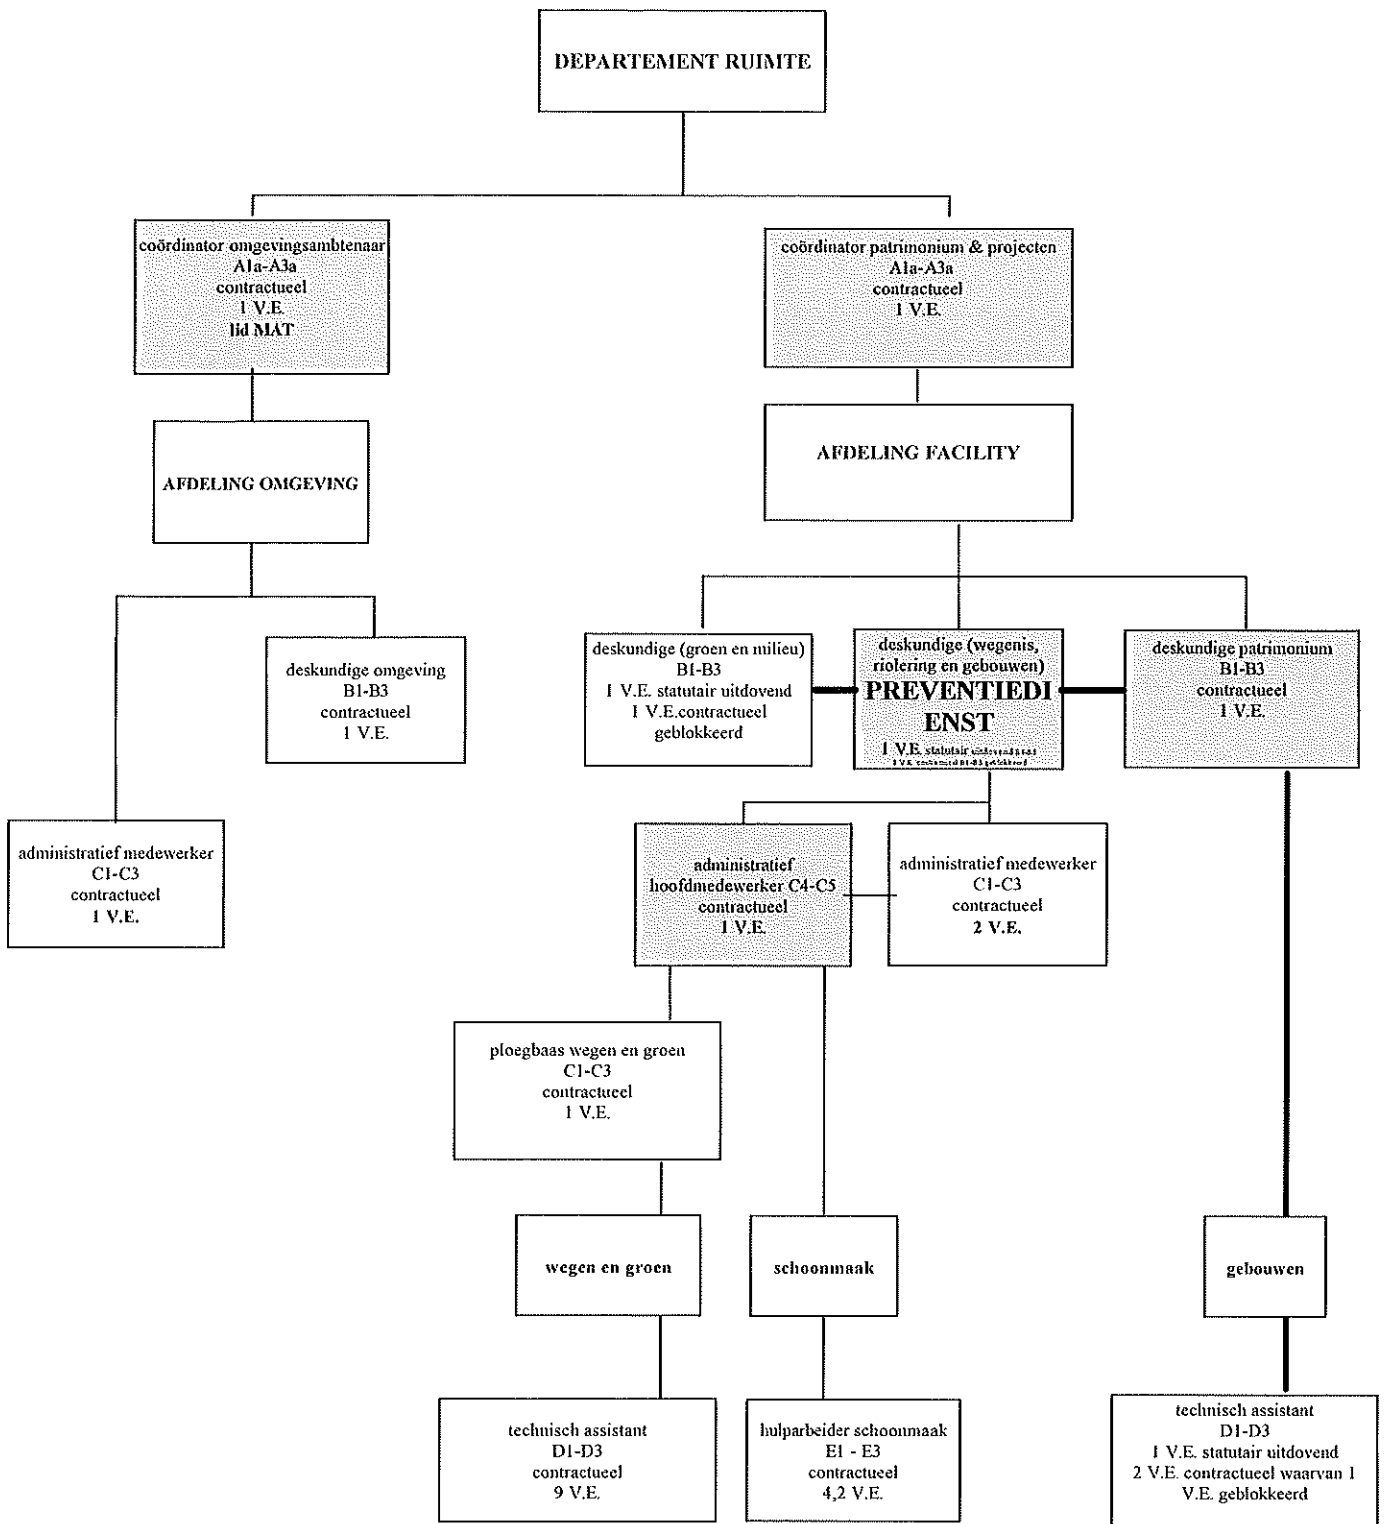 DEPARTEMENT RUIMTE
coördinator omgevingsambtenaar
A1a-A3a
contractueel
1 V.E.
lid MAT
coördinator patrimonium & projecten
A1a-A3a
contractueel
1 V.E.
AFDELING OMGEVING
AFDELING FACILITY
deskundige omgeving
B1-B3
contractueel
1 V.E.
deskundige (groen en milieu)
B1-B3
1 V.E. statutair uitdovend
1 V.E.contractueel
geblokkeerd
deskundige (wegenis,
riolering en gebouwen)
PREVENTIEDI
ENST
1 V.E. statutair
B1-B3
deskundige patrimonium
B1-B3
contractueel
1 V.E.
administratief medewerker
C1-C3
contractueel
1 V.E.
administratief
hoofdmedewerker C4-C5
contractueel
1 V.E.
administratief medewerker
C1-C3
contractueel
2 V.E.
ploegbaas wegen en groen
C1-C3
contractueel
1 V.E.
wegen en groen
schoonmaak
gebouwen
technisch assistant
D1-D3
contractueel
9 V.E.
hulparbeider schoonmaak
E1 - E3
contractueel
4,2 V.E.
technisch assistant
D1-D3
1 V.E. statutair uitdovend
2 V.E. contractueel waarvan 1
V.E. geblokkeerd